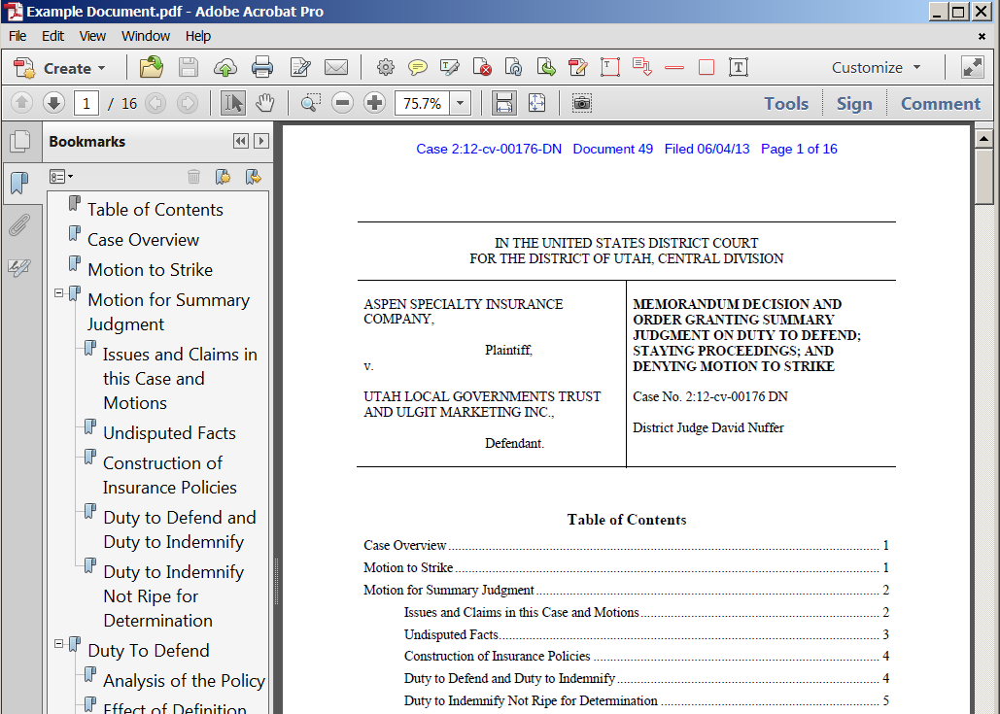 Example Document.pdf - Adobe Acrobat Pro
File Edit View Window Help
Create
Customize
1 / 16
75.7%
Tools Sign Comment
Bookmarks
Table of Contents
Case Overview
Motion to Strike
Motion for Summary
Judgment
Issues and Claims in
this Case and
Motions
Undisputed Facts
Construction of
Insurance Policies
Duty to Defend and
Duty to Indemnify
Duty to Indemnify
Not Ripe for
Determination
Duty To Defend
Analysis of the Policy
Effect of Definition
Case 2:12-cv-00176-DN Document 49 Filed 06/04/13 Page 1 of 16
IN THE UNITED STATES DISTRICT COURT
FOR THE DISTRICT OF UTAH, CENTRAL DIVISION
ASPEN SPECIALTY INSURANCE
COMPANY,
Plaintiff,
v.
UTAH LOCAL GOVERNMENTS TRUST
AND ULGIT MARKETING INC.,
Defendant.
MEMORANDUM DECISION AND
ORDER GRANTING SUMMARY
JUDGMENT ON DUTY TO DEFEND;
STAYING PROCEEDINGS; AND
DENYING MOTION TO STRIKE
Case No. 2:12-cv-00176 DN
District Judge David Nuffer
Table of Contents
Case Overview 1
Motion to Strike 1
Motion for Summary Judgment 2
Issues and Claims in this Case and Motions 2
Undisputed Facts 3
Construction of Insurance Policies 4
Duty to Defend and Duty to Indemnify 4
Duty to Indemnify Not Ripe for Determination 5